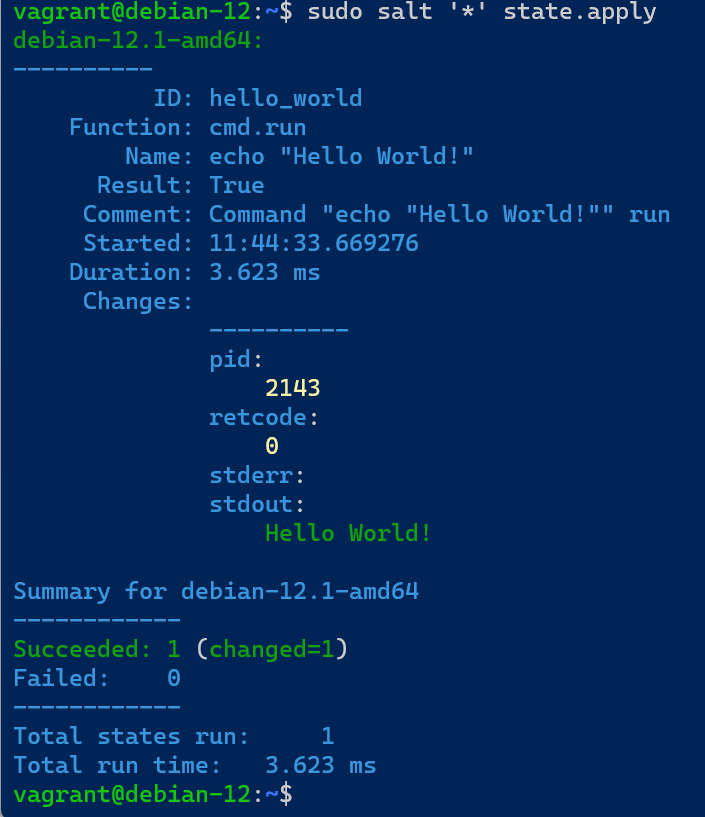 vagrant@debian-12:~$ sudo salt '*' state.apply
debian-12.1-amd64:
----------
          ID: hello_world
    Function: cmd.run
        Name: echo "Hello World!"
      Result: True
     Comment: Command "echo "Hello World!"" run
     Started: 11:44:33.669276
    Duration: 3.623 ms
     Changes:
              ----------
              pid:
                  2143
              retcode:
                  0
              stderr:
              stdout:
                  Hello World!

Summary for debian-12.1-amd64
------------
Succeeded: 1 (changed=1)
Failed:    0
------------
Total states run:     1
Total run time:   3.623 ms
vagrant@debian-12:~$